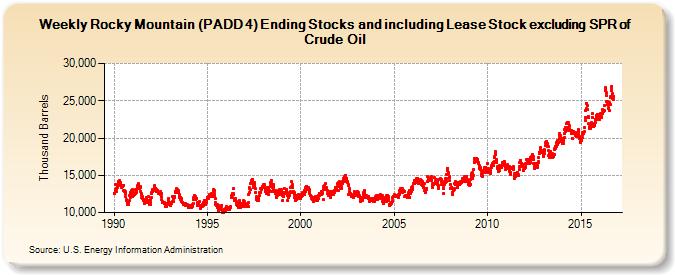 Weekly Rocky Mountain (PADD 4) Ending Stocks and including Lease Stock excluding SPR of
Crude Oil
Thousand Barrels
30,000
25,000
20,000
15,000
10,000
1990
1995
2000
2005
2010
2015
Source: U.S. Energy Information Administration